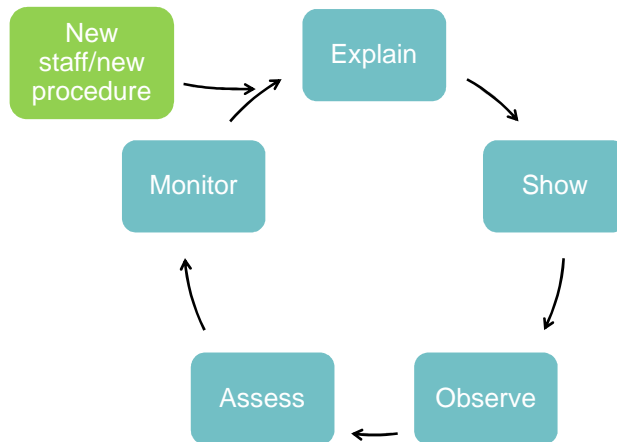 New
staff/new
procedure
Explain
Show
Observe
Assess
Monitor